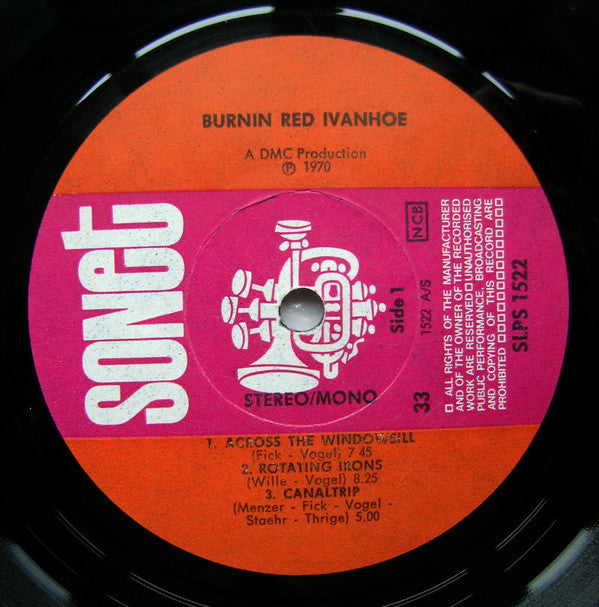 BURNIN RED IVANHOE
A DMC Production
℗ 1970
SONET
NCB
Side 1
1522 A/S
STEREO/MONO
33
□ ALL RIGHTS OF THE MANUFACTURER
AND OF THE OWNER OF THE RECORDED
WORK ARE RESERVED □ UNAUTHORISED
PUBLIC PERFORMANCE, BROADCASTING
AND COPYING OF THIS RECORD ARE
PROHIBITED □ □ □ □ □ □ □ □ □ □
SLPS 1522
1. ACROSS THE WINDOWSILL
(Fick - Vogel) 7 45
2. ROTATING IRONS
(Wille - Vogel) 8.25
3. CANALTRIP
(Menzer - Fick - Vogel -
Staehr - Thrige) 5.00